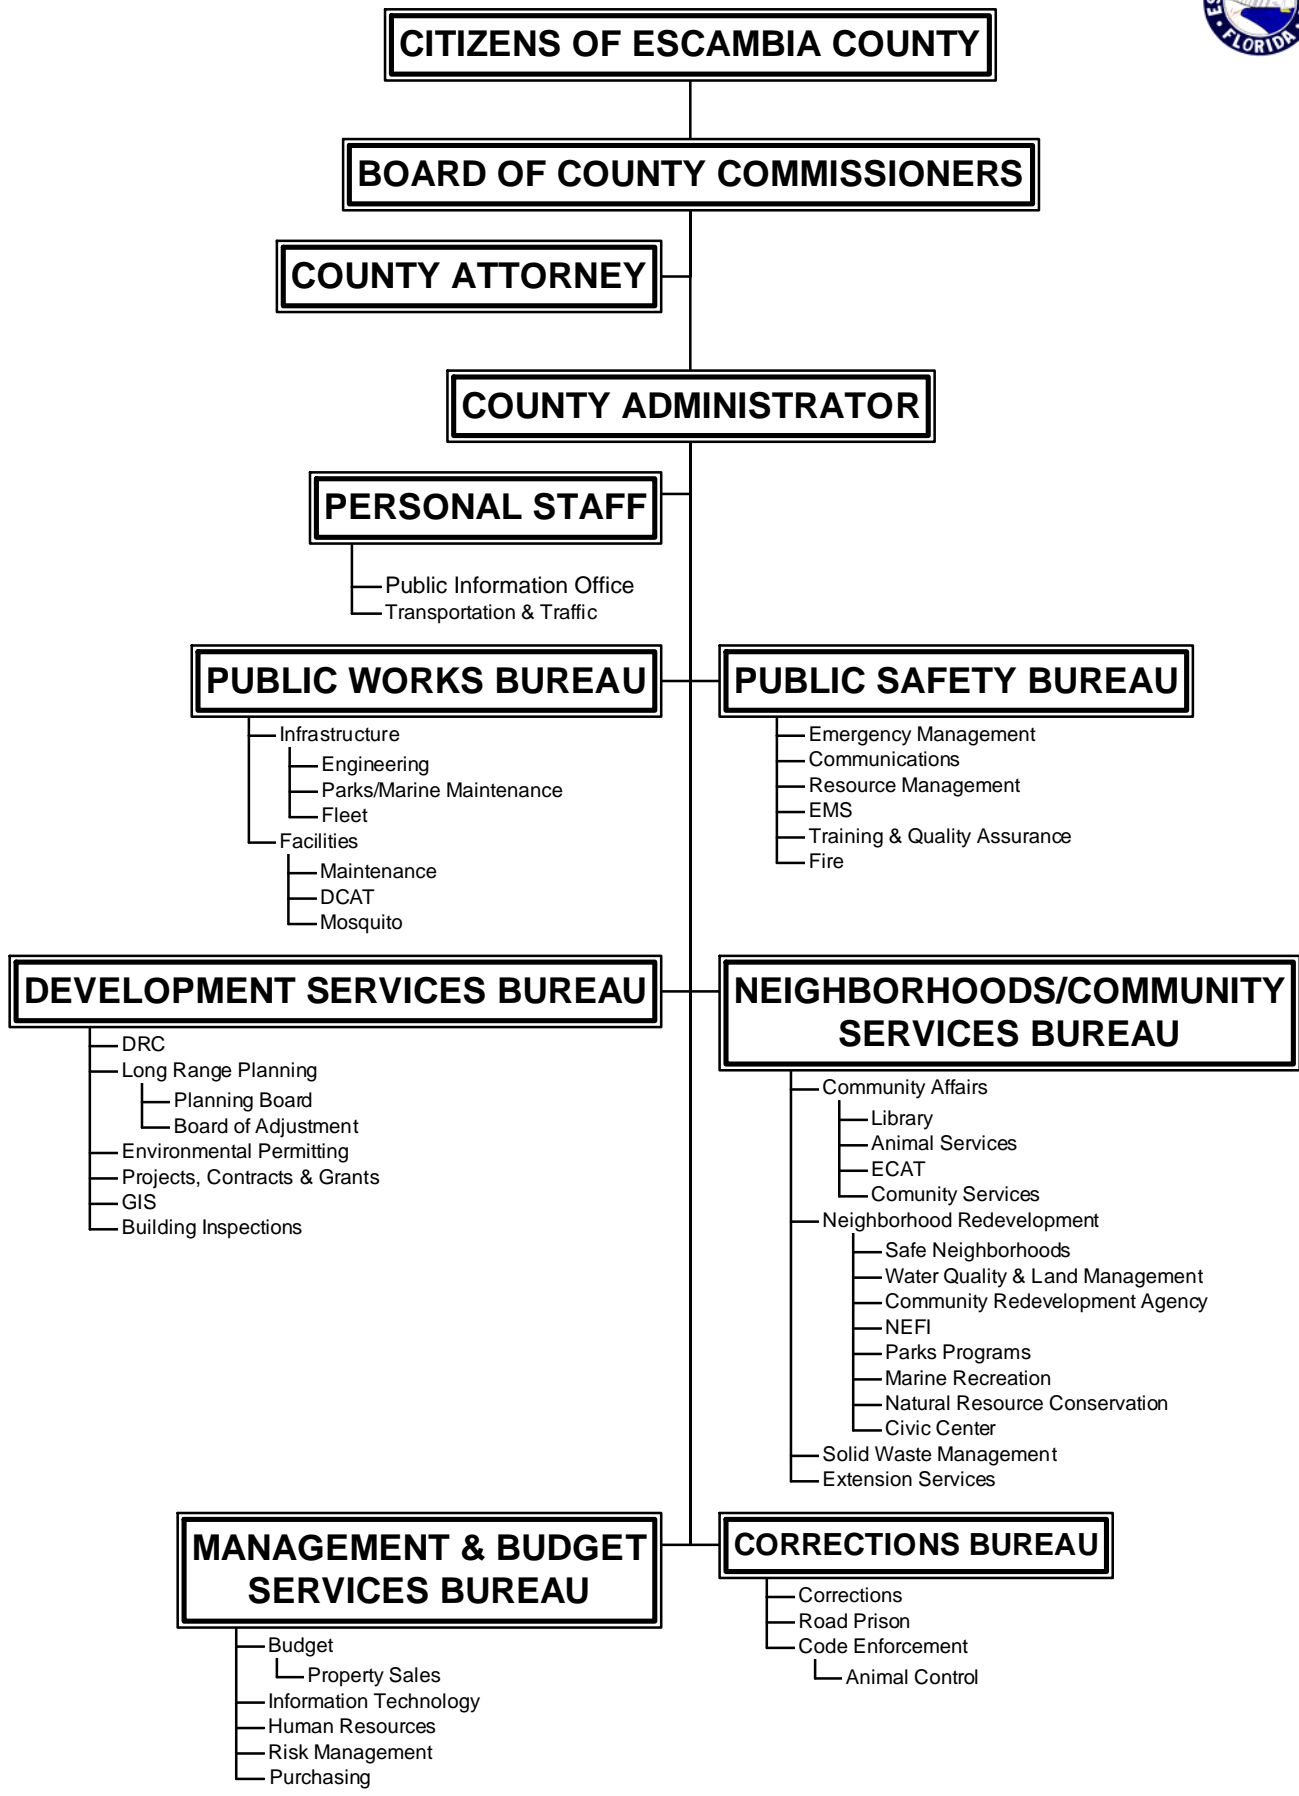 FLORIDA
CITIZENS OF ESCAMBIA COUNTY
BOARD OF COUNTY COMMISSIONERS
COUNTY ATTORNEY
COUNTY ADMINISTRATOR
PERSONAL STAFF
Public Information Office
Transportation & Traffic
PUBLIC WORKS BUREAU
Infrastructure
Engineering
Parks/Marine Maintenance
Fleet
Facilities
Maintenance
DCAT
Mosquito
PUBLIC SAFETY BUREAU
Emergency Management
Communications
Resource Management
EMS
Training & Quality Assurance
Fire
DEVELOPMENT SERVICES BUREAU
DRC
Long Range Planning
Planning Board
Board of Adjustment
Environmental Permitting
Projects, Contracts & Grants
GIS
Building Inspections
NEIGHBORHOODS/COMMUNITY
SERVICES BUREAU
Community Affairs
Library
Animal Services
ECAT
Comunity Services
Neighborhood Redevelopment
Safe Neighborhoods
Water Quality & Land Management
Community Redevelopment Agency
NEFI
Parks Programs
Marine Recreation
Natural Resource Conservation
Civic Center
Solid Waste Management
Extension Services
MANAGEMENT & BUDGET
SERVICES BUREAU
Budget
Property Sales
Information Technology
Human Resources
Risk Management
Purchasing
CORRECTIONS BUREAU
Corrections
Road Prison
Code Enforcement
Animal Control